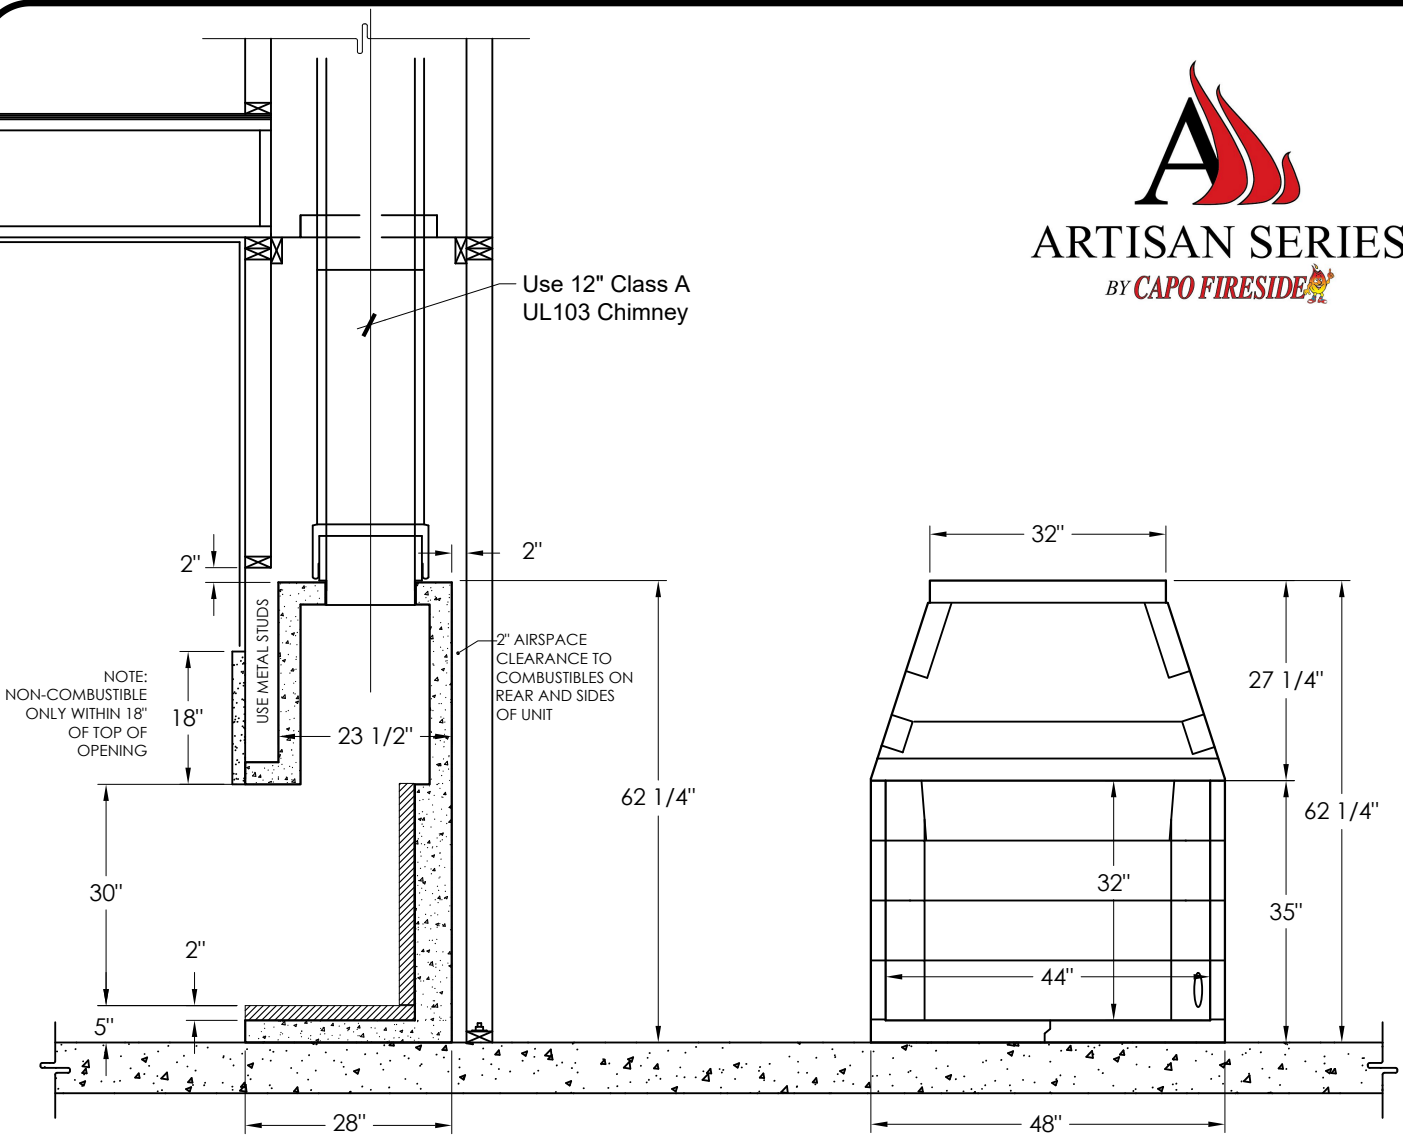 A
ARTISAN SERIES
BY CAPO FIRESIDE
Use 12" Class A
UL103 Chimney
2"
2"
32"
USE METAL STUDS
2" AIRSPACE
CLEARANCE TO
COMBUSTIBLES ON
REAR AND SIDES
OF UNIT
NOTE:
NON-COMBUSTIBLE
ONLY WITHIN 18"
OF TOP OF
OPENING
18"
23 1/2"
27 1/4"
62 1/4"
62 1/4"
30"
32"
35"
2"
44"
5"
28"
48"